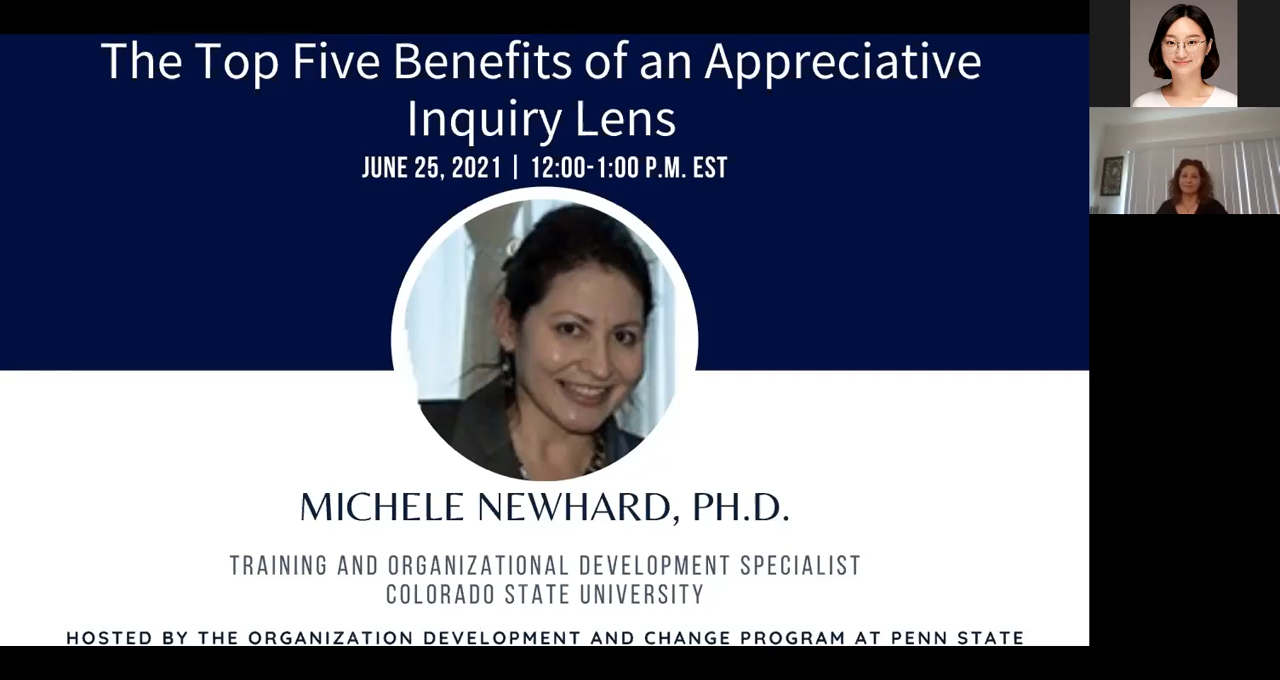 The Top Five Benefits of an Appreciative
Inquiry Lens
JUNE 25, 2021 | 12:00-1:00 P.M. EST
MICHELE NEWHARD, PH.D.
TRAINING AND ORGANIZATIONAL DEVELOPMENT SPECIALIST
COLORADO STATE UNIVERSITY
HOSTED BY THE ORGANIZATION DEVELOPMENT AND CHANGE PROGRAM AT PENN STATE